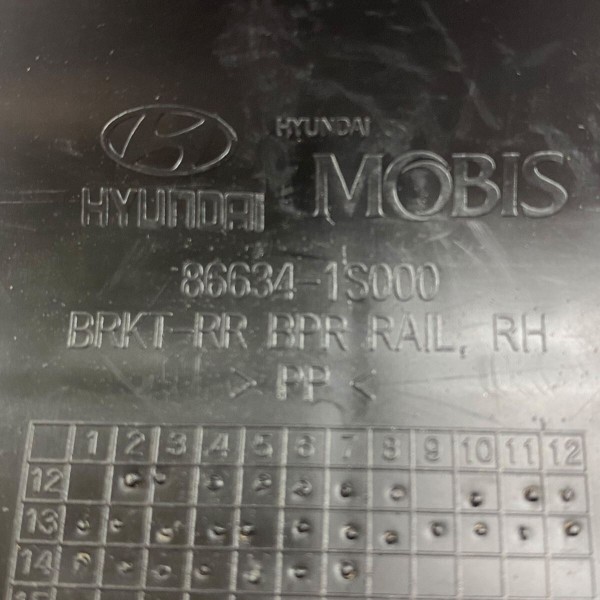 HYUNDAI
HYUNDAI MOBIS
86634-1S000
BRKT-RR BPR RAIL, RH
> PP <
1 2 3 4 5 6 7 8 9 10 11 12
12
13
14